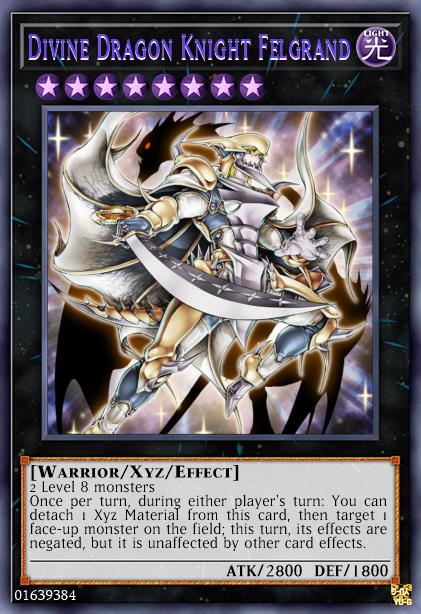 DIVINE DRAGON KNIGHT FELGRAND
LIGHT
光
[WARRIOR/XYZ/EFFECT]
2 Level 8 monsters
Once per turn, during either player's turn: You can
detach 1 Xyz Material from this card, then target 1
face-up monster on the field; this turn, its effects are
negated, but it is unaffected by other card effects.
ATK/2800 DEF/1800
01639384